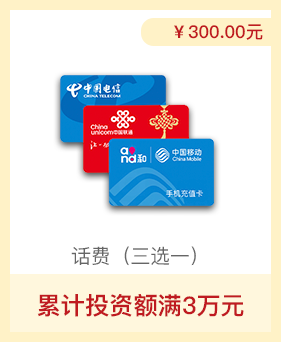 ￥300.00元
中国电信
CHINA TELECOM
China
unicom中国联通
and和
中国移动
China Mobile
手机充值卡
话费（三选一）
累计投资额满3万元